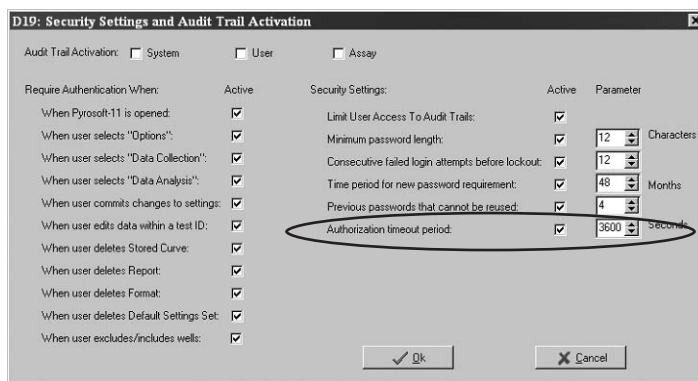 D19: Security Settings and Audit Trail Activation
Audit Trail Activation: System User Assay
Require Authentication When: Active
When Pyrosoft-11 is opened:
When user selects "Options":
When user selects "Data Collection":
When user selects "Data Analysis":
When user commits changes to settings:
When user edits data within a test ID:
When user deletes Stored Curve:
When user deletes Report:
When user deletes Format:
When user deletes Default Settings Set:
When user excludes/includes wells:
Security Settings: Active Parameter
Limit User Access To Audit Trails:
Minimum password length: 12 Characters
Consecutive failed login attempts before lockout: 12
Time period for new password requirement: 48 Months
Previous passwords that cannot be reused: 4
Authorization timeout period: 3600 Seconds
Ok Cancel